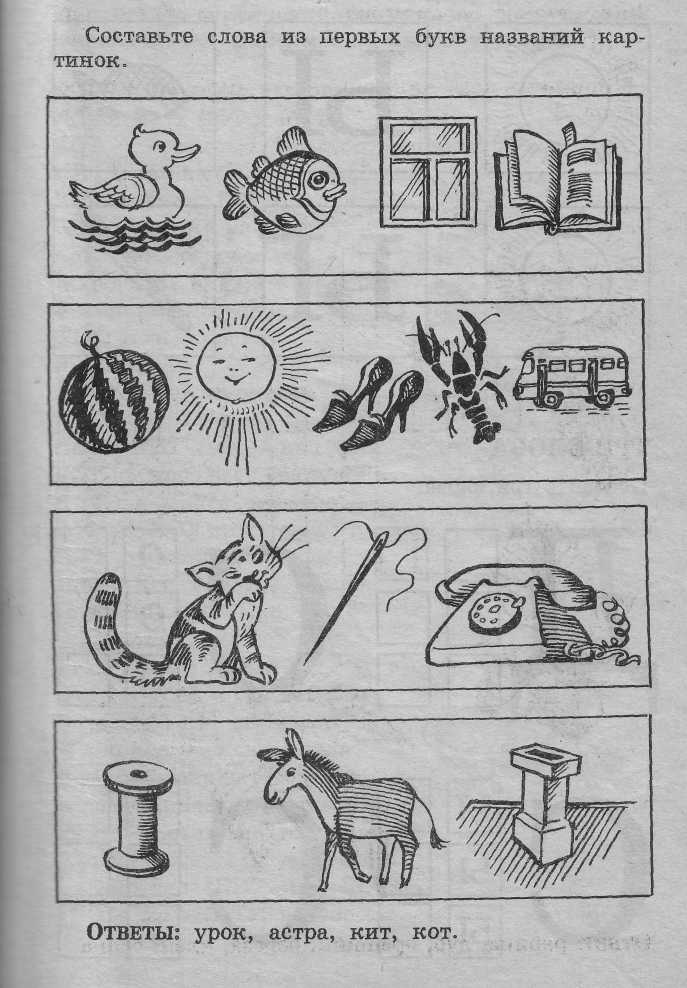 Составьте слова из первых букв названий кар-
тинок.
ОТВЕТЫ: урок, астра, кит, кот.